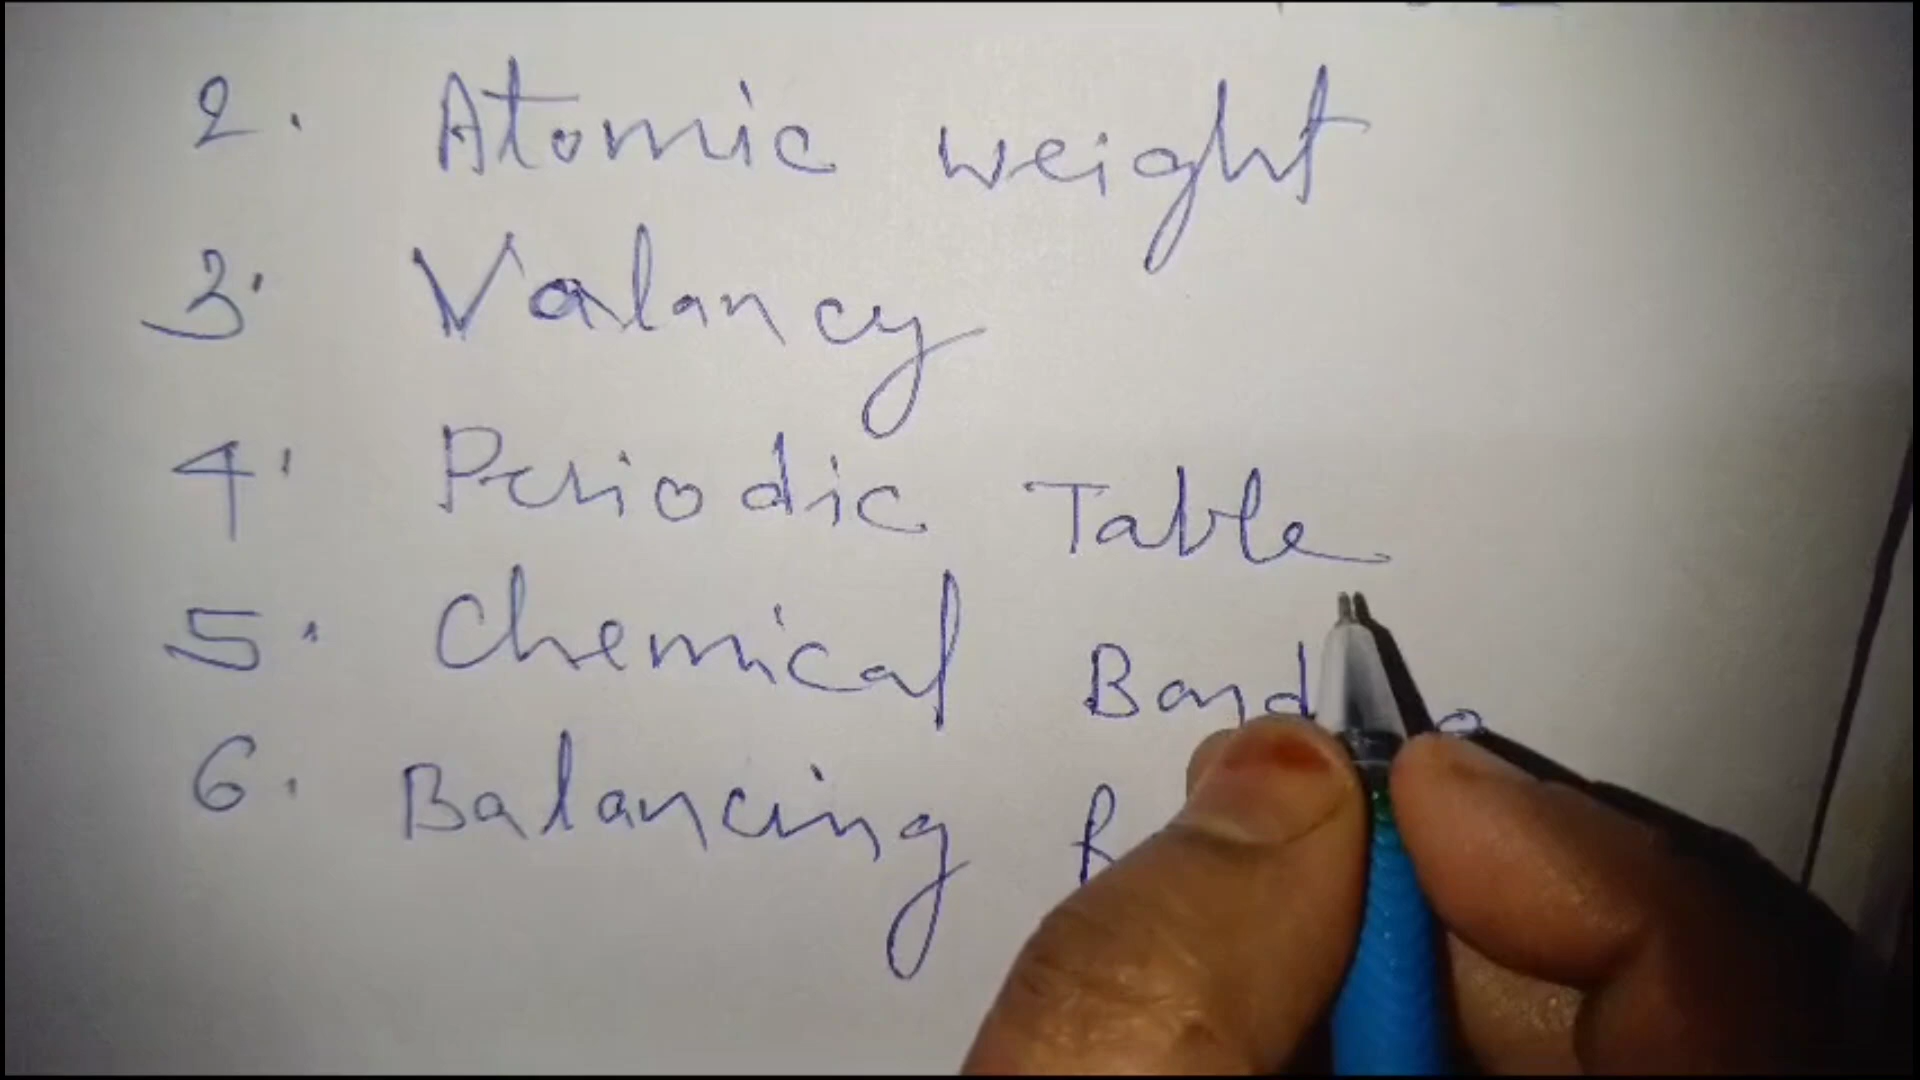 2. Atomic weight
3. Valancy
4. Periodic Table
5. Chemical
6. Balancing